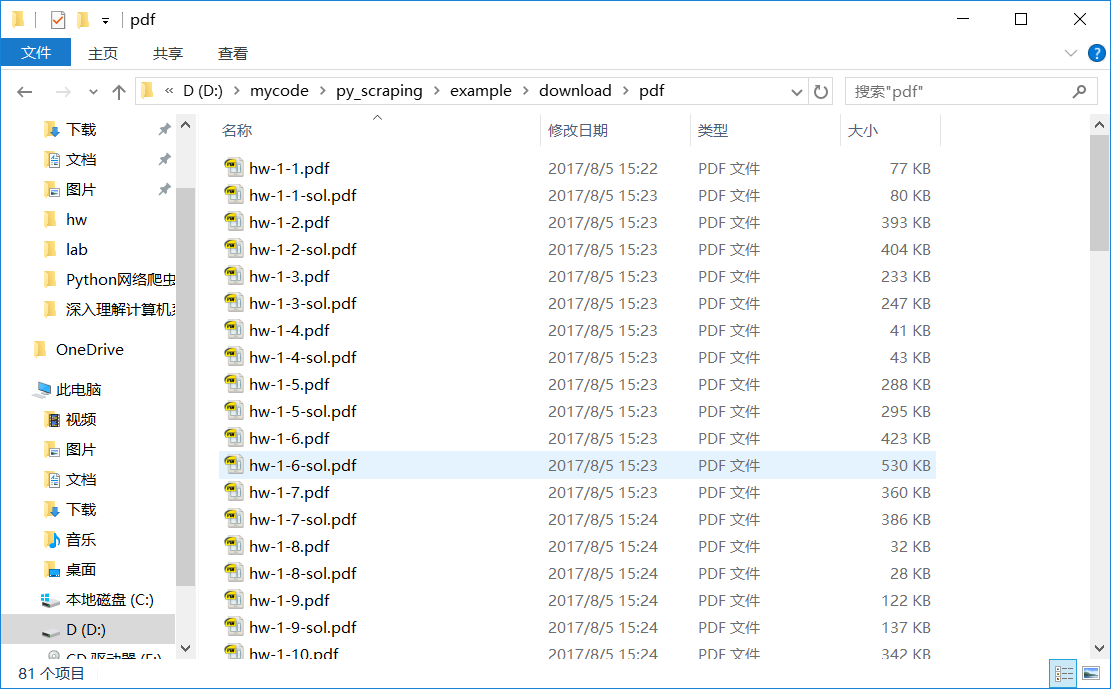 pdf
文件 主页 共享 查看
« D (D:) > mycode > py_scraping > example > download > pdf 搜索"pdf"
下载
文档
图片
hw
lab
Python网络爬虫
深入理解计算机系
OneDrive
此电脑
视频
图片
文档
下载
音乐
桌面
本地磁盘 (C:)
D (D:)
CD 驱动器 (F:)
名称 修改日期 类型 大小
hw-1-1.pdf 2017/8/5 15:22 PDF 文件 77 KB
hw-1-1-sol.pdf 2017/8/5 15:23 PDF 文件 80 KB
hw-1-2.pdf 2017/8/5 15:23 PDF 文件 393 KB
hw-1-2-sol.pdf 2017/8/5 15:23 PDF 文件 404 KB
hw-1-3.pdf 2017/8/5 15:23 PDF 文件 233 KB
hw-1-3-sol.pdf 2017/8/5 15:23 PDF 文件 247 KB
hw-1-4.pdf 2017/8/5 15:23 PDF 文件 41 KB
hw-1-4-sol.pdf 2017/8/5 15:23 PDF 文件 43 KB
hw-1-5.pdf 2017/8/5 15:23 PDF 文件 288 KB
hw-1-5-sol.pdf 2017/8/5 15:23 PDF 文件 295 KB
hw-1-6.pdf 2017/8/5 15:23 PDF 文件 423 KB
hw-1-6-sol.pdf 2017/8/5 15:23 PDF 文件 530 KB
hw-1-7.pdf 2017/8/5 15:23 PDF 文件 360 KB
hw-1-7-sol.pdf 2017/8/5 15:24 PDF 文件 386 KB
hw-1-8.pdf 2017/8/5 15:24 PDF 文件 32 KB
hw-1-8-sol.pdf 2017/8/5 15:24 PDF 文件 28 KB
hw-1-9.pdf 2017/8/5 15:24 PDF 文件 122 KB
hw-1-9-sol.pdf 2017/8/5 15:24 PDF 文件 137 KB
hw-1-10.pdf 2017/8/5 15:24 PDF 文件 342 KB
81 个项目